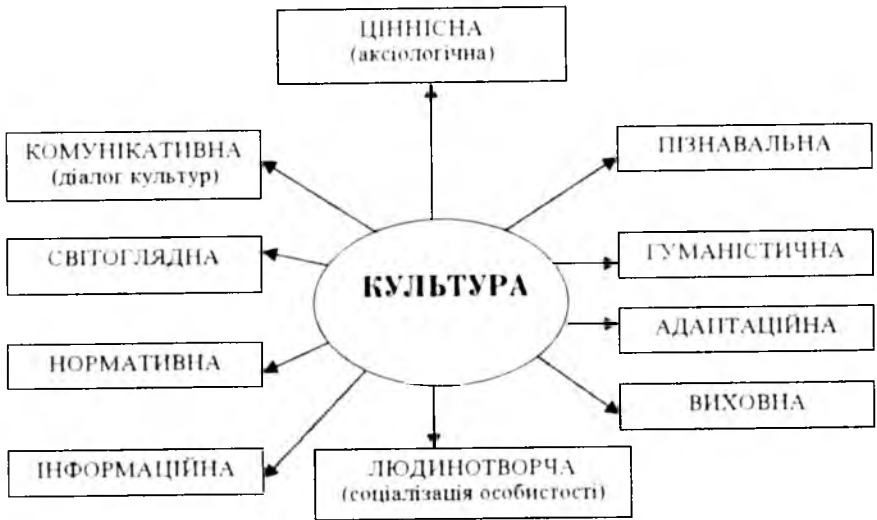 ЦІННІСНА
(аксіологічна)
КОМУНІКАТИВНА
(діалог культур)
ПІЗНАВАЛЬНА
СВІТОГЛЯДНА
ГУМАНІСТИЧНА
КУЛЬТУРА
АДАПТАЦІЙНА
НОРМАТИВНА
ВИХОВНА
ІНФОРМАЦІЙНА
ЛЮДИНОТВОРЧА
(соціалізація особистості)